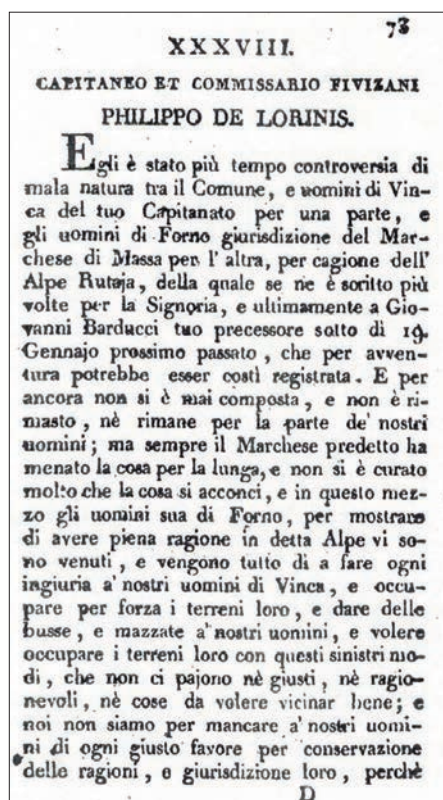 73
XXXVIII.
CAPITANEO ET COMMISSARIO FIVIZANI
PHILIPPO DE LORINIS.
Egli è stato più tempo controversia di
mala natura tra il Comune, e uomini di Vin-
ca del tuo Capitanato per una parte, e
gli uomini di Forno giurisdizione del Mar-
chese di Massa per l' altra, per cagione dell'
Alpe Rutaja, della quale se ne è scritto più
volte per la Signoria, e ultimamente a Gio-
vanni Barducci tuo precessore sotto dì 19.
Gennajo prossimo passato, che per avven-
tura potrebbe esser costì registrata. E per
ancora non si è mai composta, e non è ri-
masto, nè rimane per la parte de' nostri
uomini; ma sempre il Marchese predetto ha
menato la cosa per la lunga, e non si è curato
molto che la cosa si acconci, e in questo mez-
zo gli uomini sua di Forno, per mostrare
di avere piena ragione in detta Alpe vi so-
no venuti, e vengono tutto dì a fare ogni
ingiuria a' nostri uomini di Vinca, e occu-
pare per forza i terreni loro, e dare delle
busse, e mazzate a' nostri uomini, e volere
occupare i terreni loro con questi sinistri mo-
di, che non ci pajono nè giusti, nè ragio-
nevoli, nè cose da volere vicinar bene; e
noi non siamo per mancare a' nostri uomi-
ni di ogni giusto favore per conservazione
delle ragioni, e giurisdizione loro, perchè
D